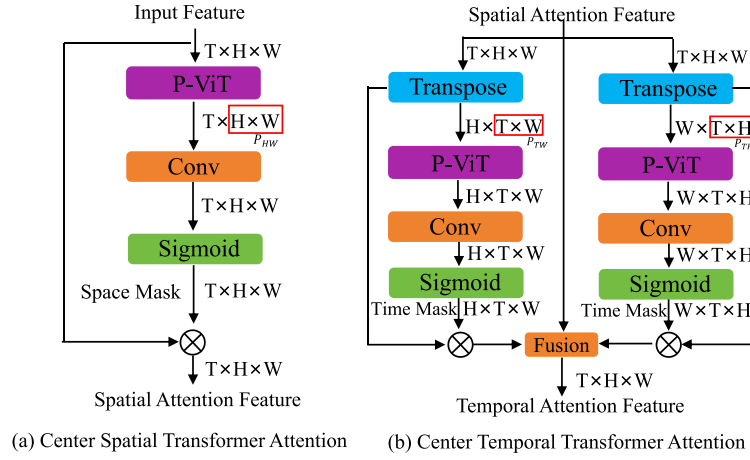 Input Feature
T×H×W
P-ViT
T×H×W
P_HW
Conv
T×H×W
Sigmoid
Space Mask
T×H×W
T×H×W
Spatial Attention Feature
(a) Center Spatial Transformer Attention
Spatial Attention Feature
T×H×W
T×H×W
Transpose
Transpose
H×T×W
P_TW
W×T×H
P_TH
P-ViT
P-ViT
H×T×W
W×T×H
Conv
Conv
H×T×W
W×T×H
Sigmoid
Sigmoid
Time Mask
H×T×W
Time Mask
W×T×H
Fusion
T×H×W
Temporal Attention Feature
(b) Center Temporal Transformer Attention